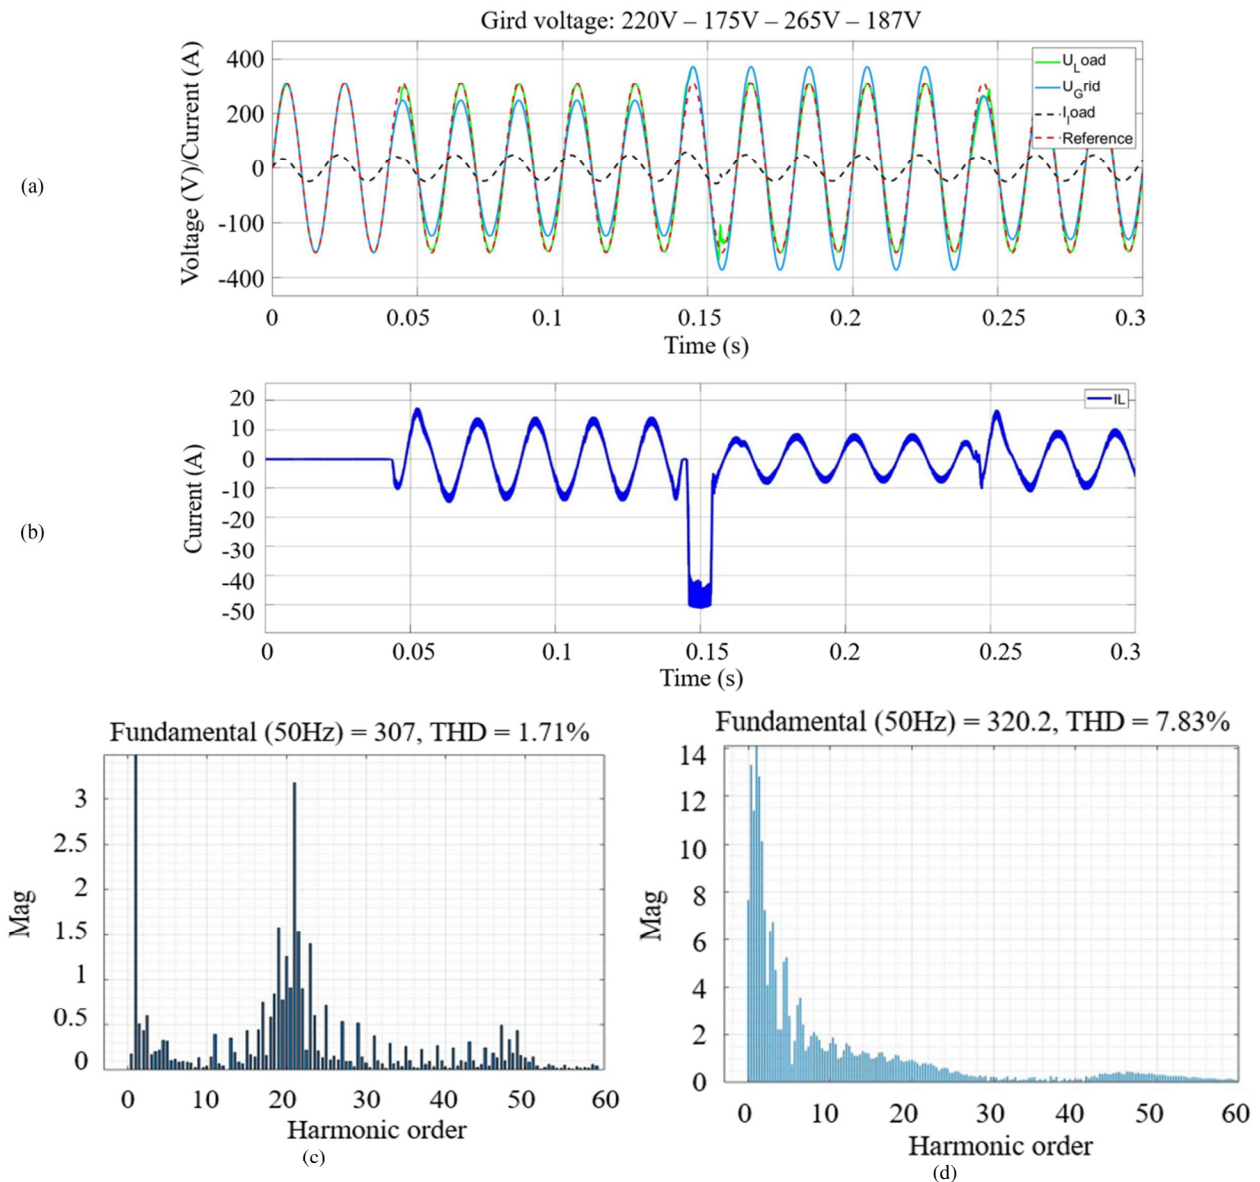 Gird voltage: 220V – 175V – 265V – 187V
(a)
Voltage (V)/Current (A)
400
200
0
-100
-400
U_Load
U_Grid
I_load
Reference
0 0.05 0.1 0.15 0.2 0.25 0.3
Time (s)
(b)
Current (A)
20
10
0
-10
-20
-30
-40
-50
IL
0 0.05 0.1 0.15 0.2 0.25 0.3
Time (s)
Fundamental (50Hz) = 307, THD = 1.71%
Mag
3
2.5
2
1.5
1
0.5
0
0 10 20 30 40 50 60
Harmonic order
(c)
Fundamental (50Hz) = 320.2, THD = 7.83%
Mag
14
12
10
8
6
4
2
0
0 10 20 30 40 50 60
Harmonic order
(d)